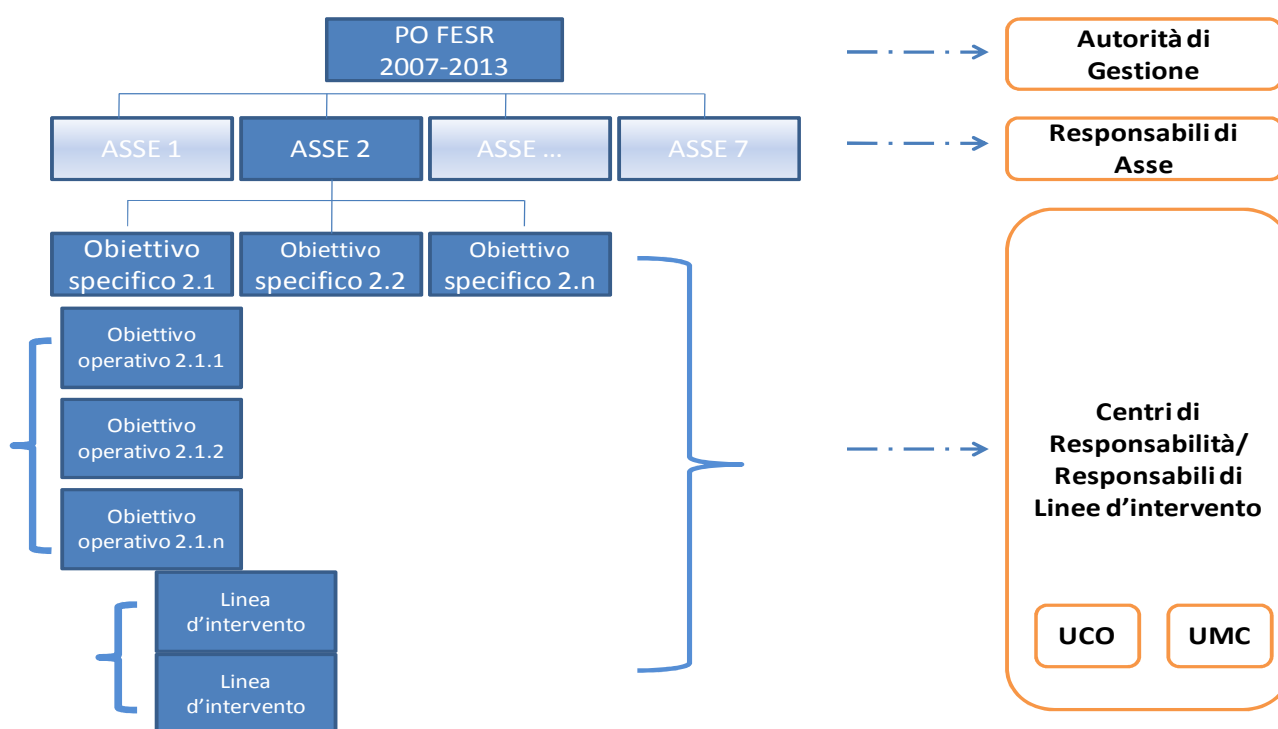 PO FESR
2007-2013
Autorità di
Gestione
ASSE 1
ASSE 2
ASSE ...
ASSE 7
Responsabili di
Asse
Obiettivo
specifico 2.1
Obiettivo
specifico 2.2
Obiettivo
specifico 2.n
Obiettivo
operativo 2.1.1
Obiettivo
operativo 2.1.2
Obiettivo
operativo 2.1.n
Linea
d’intervento
Linea
d’intervento
Centri di
Responsabilità/
Responsabili di
Linee d’intervento
UCO
UMC